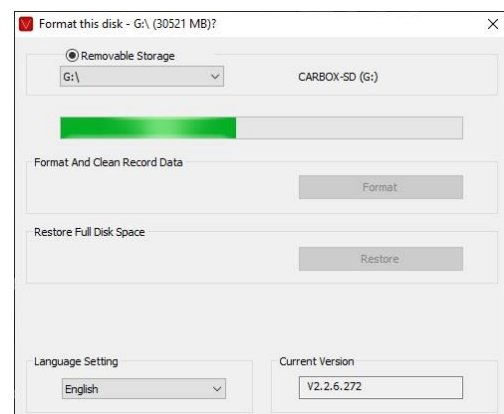 Format this disk - G:\ (30521 MB)?
Removable Storage
G:\ CARBOX-SD (G:)
Format And Clean Record Data
Format
Restore Full Disk Space
Restore
Language Setting Current Version
English V2.2.6.272